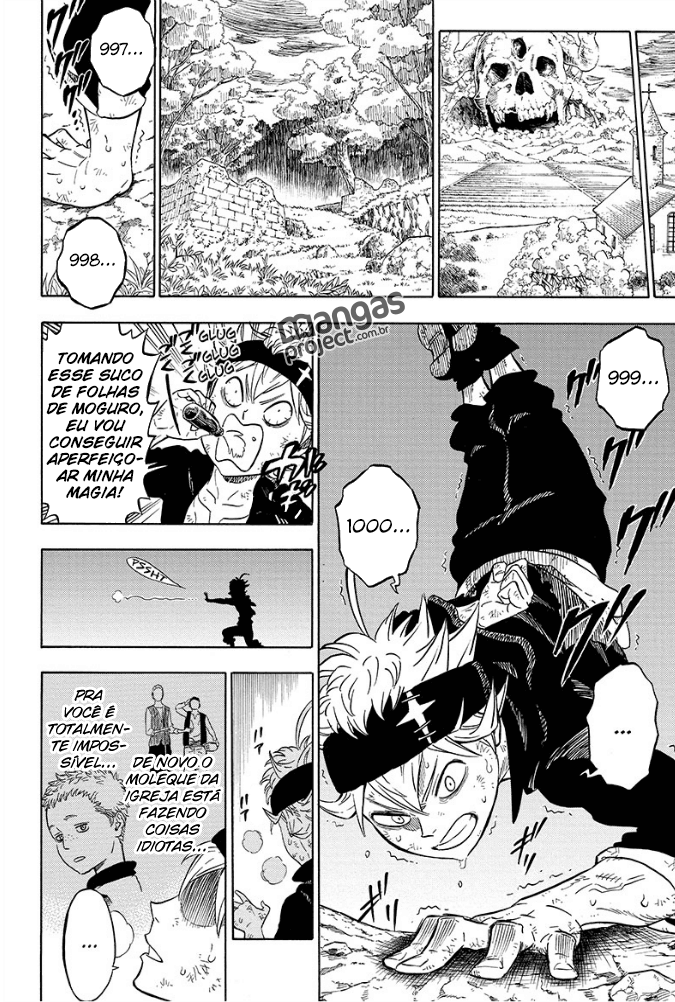 997...
998...
mangas
project.com.br
999...
1000...
...
...
GLUG
GLUG
GLUG
TOMANDO
ESSE SUCO
DE FOLHAS
DE MOGURO,
EU VOU
CONSEGUIR
APERFEIÇO-
AR MINHA
MAGIA!
PSSHT
DE NOVO O
MOLEQUE DA
IGREJA ESTÁ
FAZENDO
COISAS
IDIOTAS...
PRA
VOCÊ É
TOTALMEN-
TE IMPOS-
SÍVEL...
...